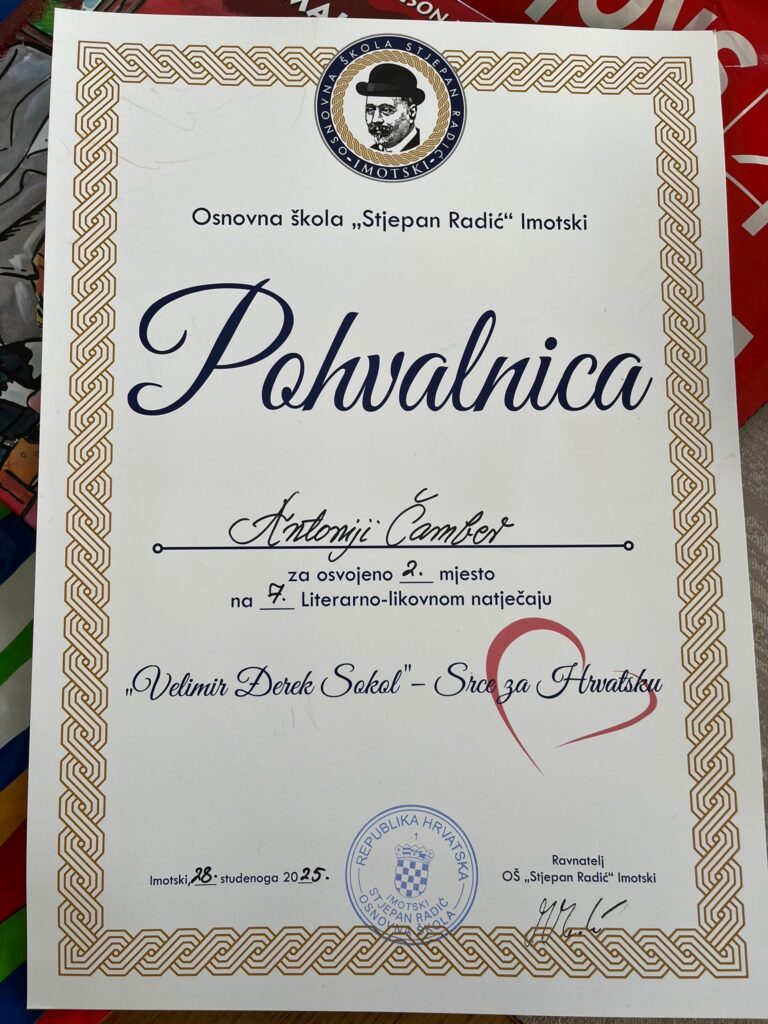 OSNOVNA ŠKOLA STJEPAN RADIĆ
·IMOTSKI·
Osnovna škola „Stjepan Radić“ Imotski
Pohvalnica
Antoniji Čamber
za osvojeno 2. mjesto
na 7. Literarno-likovnom natječaju
„Velimir Đerek Sokol"– Srce za Hrvatsku
REPUBLIKA HRVATSKA
1
IMOTSKI
STJEPAN RADIĆ
OSNOVNA ŠKOLA
Imotski, 28. studenoga 2025.
Ravnatelj
OŠ „Stjepan Radić“ Imotski